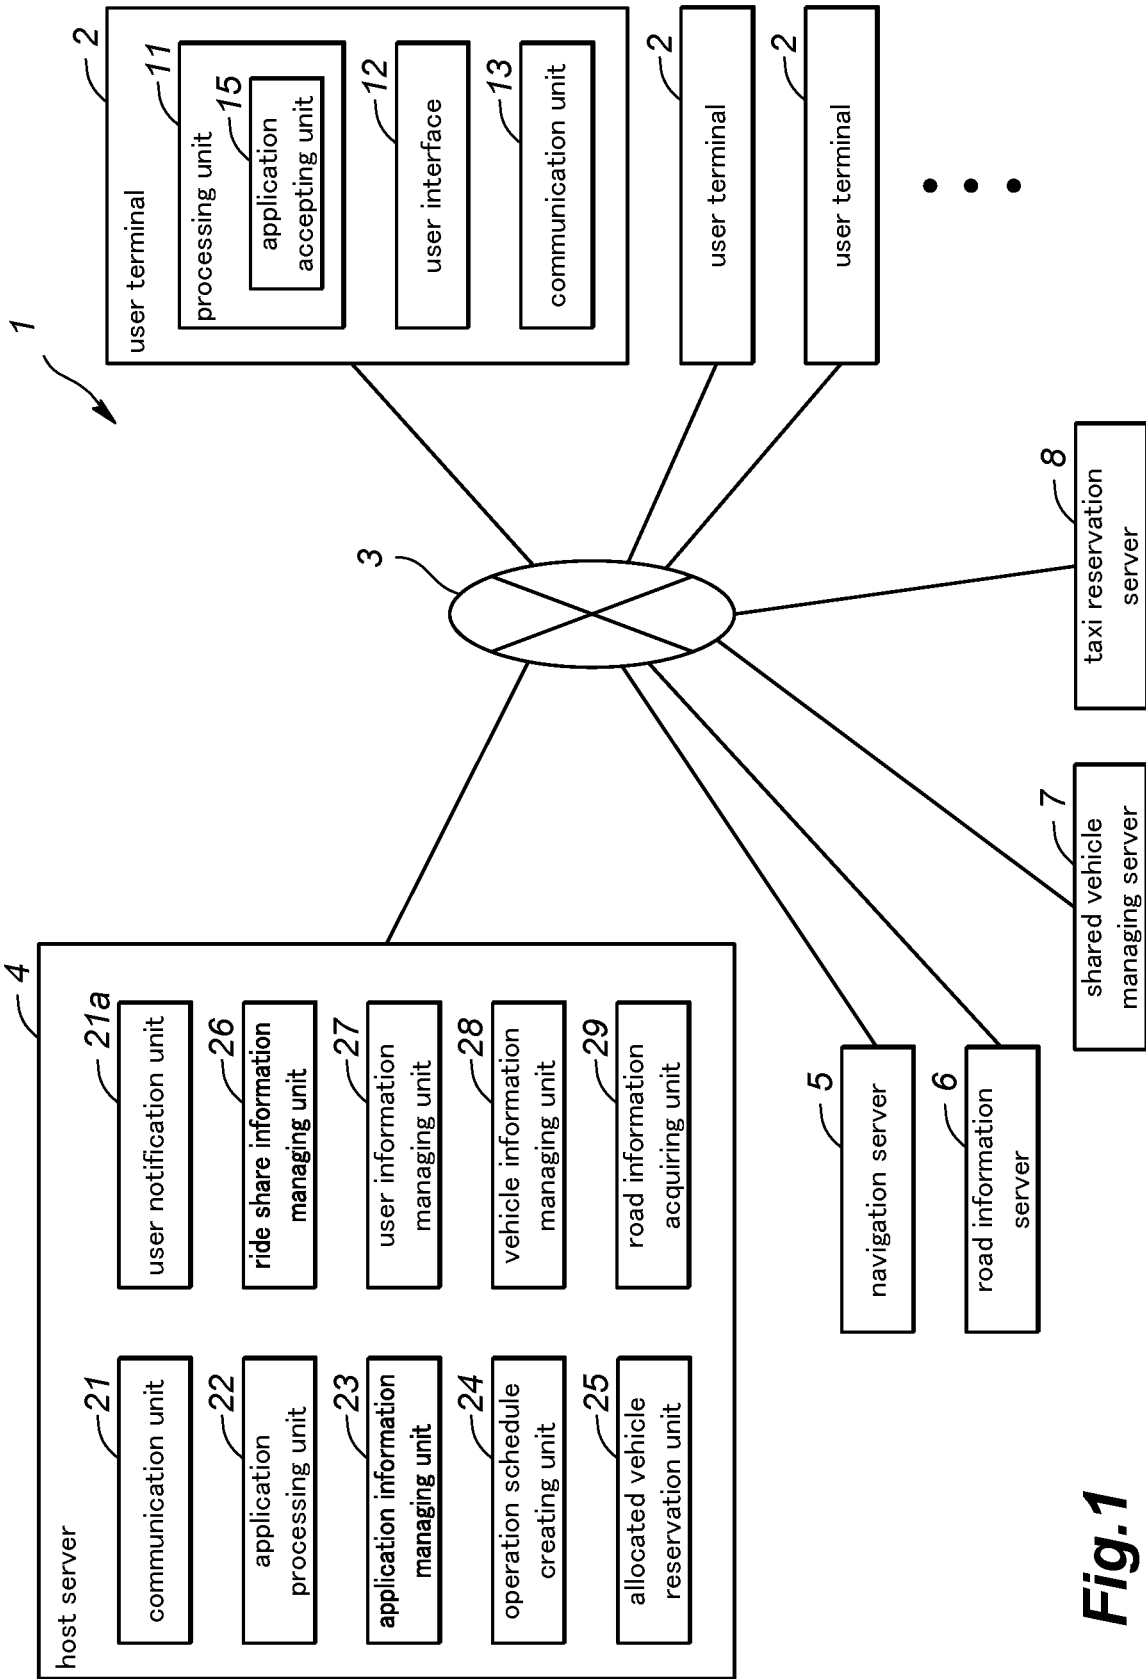 1
4
host server
21
communication unit
22
application
processing unit
23
application information
managing unit
24
operation schedule
creating unit
25
allocated vehicle
reservation unit
21a
user notification unit
26
ride share information
managing unit
27
user information
managing unit
28
vehicle information
managing unit
29
road information
acquiring unit
3
2
user terminal
11
processing unit
15
application
accepting unit
12
user interface
13
communication unit
2
user terminal
2
user terminal
5
navigation server
6
road information
server
7
shared vehicle
managing server
8
taxi reservation
server
Fig.1